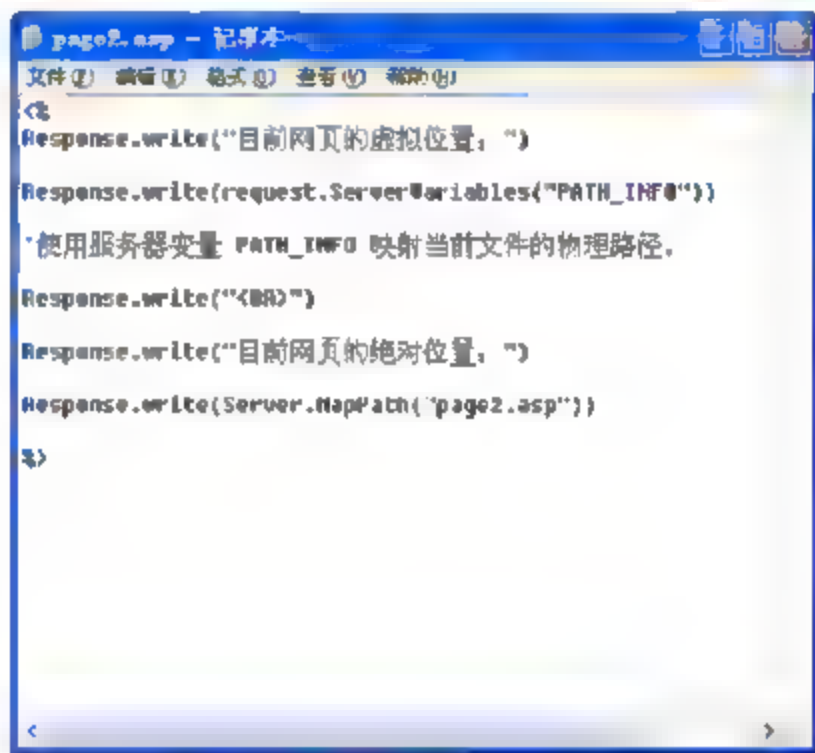 page2.asp - 记事本
文件(F) 编辑(E) 格式(O) 查看(V) 帮助(H)
<%
Response.write("目前网页的虚拟位置：")
Response.write(request.ServerVariables("PATH_INFO"))
'使用服务器变量 PATH_INFO 映射当前文件的物理路径。
Response.write("<BR>")
Response.write("目前网页的绝对位置：")
Response.write(Server.MapPath("page2.asp"))
%>